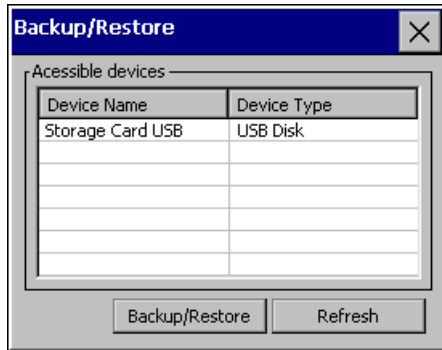 Backup/Restore
Acessible devices
Device Name Device Type
Storage Card USB USB Disk
Backup/Restore Refresh